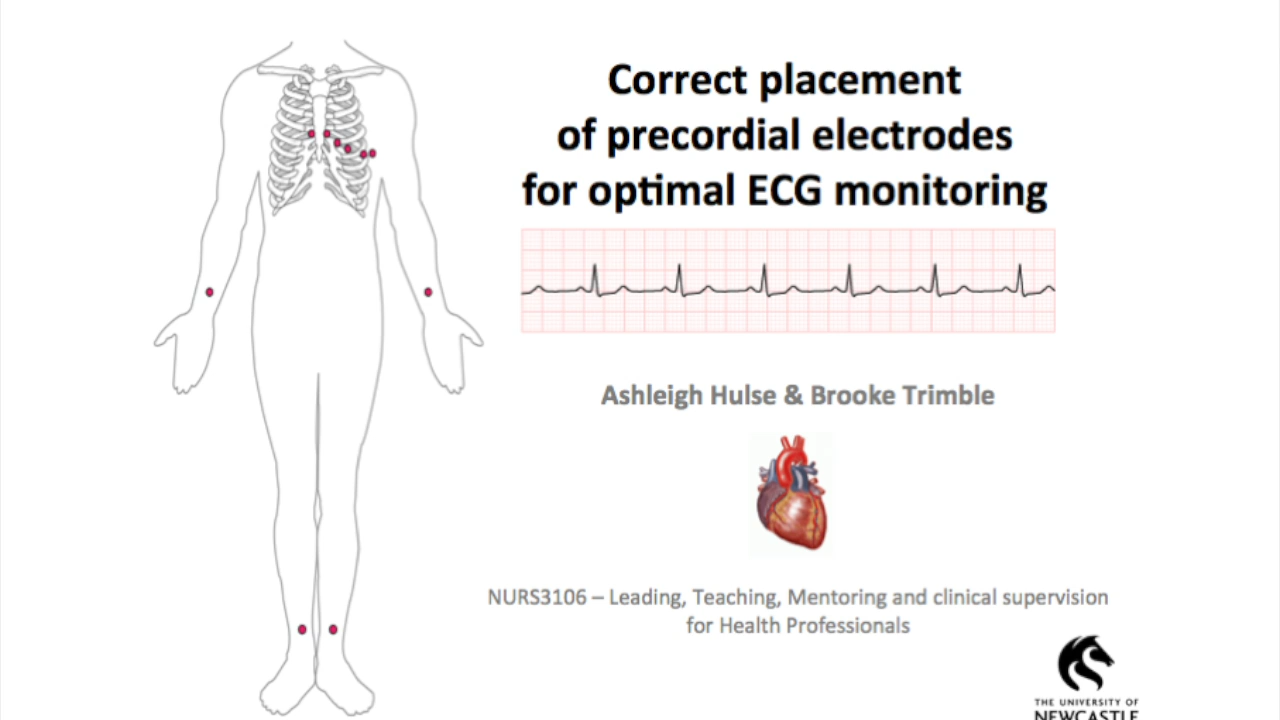 Correct placement
of precordial electrodes
for optimal ECG monitoring
Ashleigh Hulse & Brooke Trimble
NURS3106 – Leading, Teaching, Mentoring and clinical supervision
for Health Professionals
THE UNIVERSITY OF
NEWCASTLE